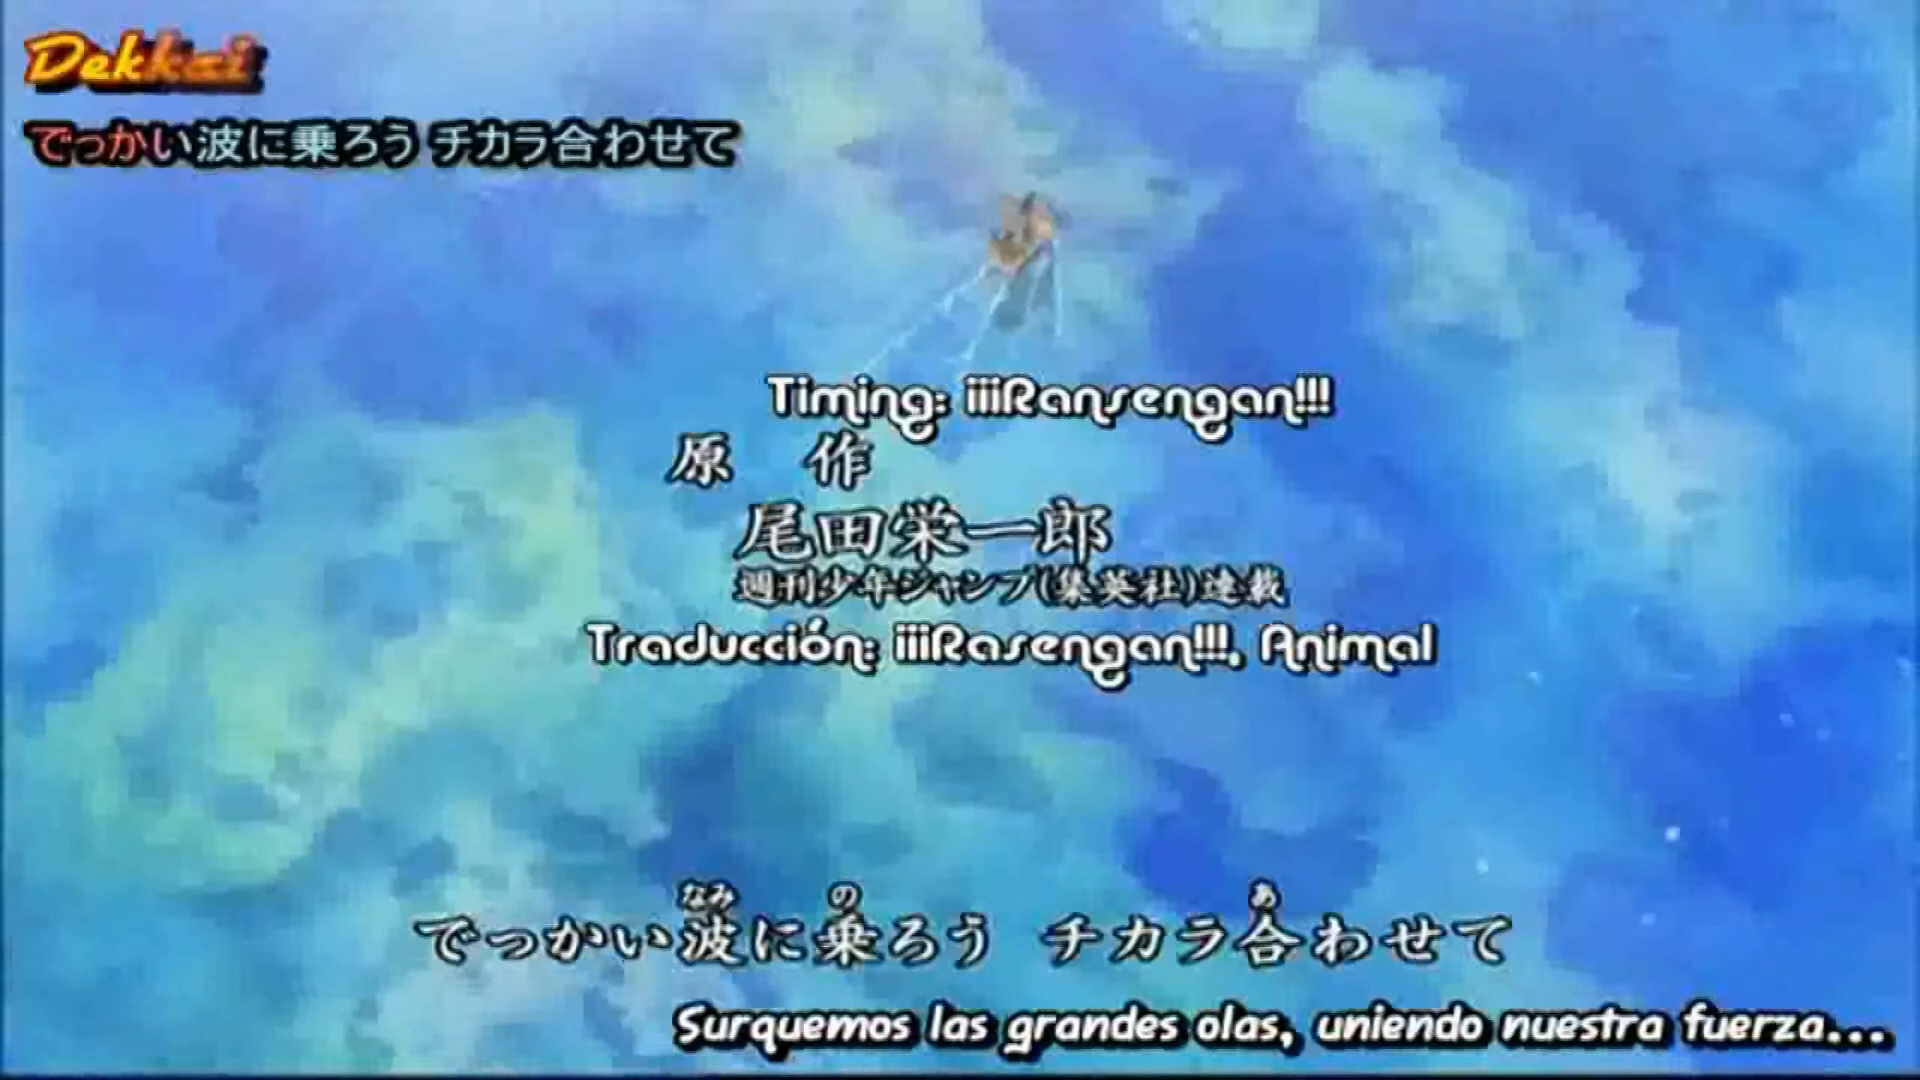 Dekkai
でっかい波に乗ろう チカラ合わせて
Timing: iiiRansengan!!!
原 作
尾田栄一郎
週刊少年ジャンプ(集英社)連載
Traducción: iiiRasengan!!!, Animal
なみ の あ
でっかい波に乗ろう チカラ合わせて
Surquemos las grandes olas, uniendo nuestra fuerza...